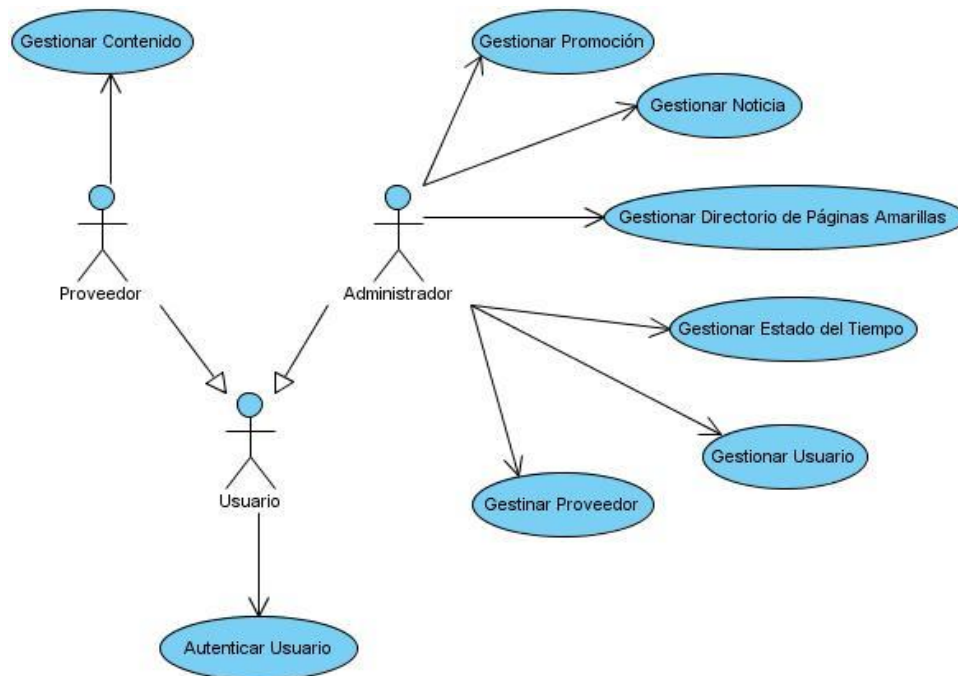 Gestionar Contenido
Gestionar Promoción
Gestionar Noticia
Gestionar Directorio de Páginas Amarillas
Proveedor
Administrador
Gestionar Estado del Tiempo
Gestionar Usuario
Usuario
Gestinar Proveedor
Autenticar Usuario